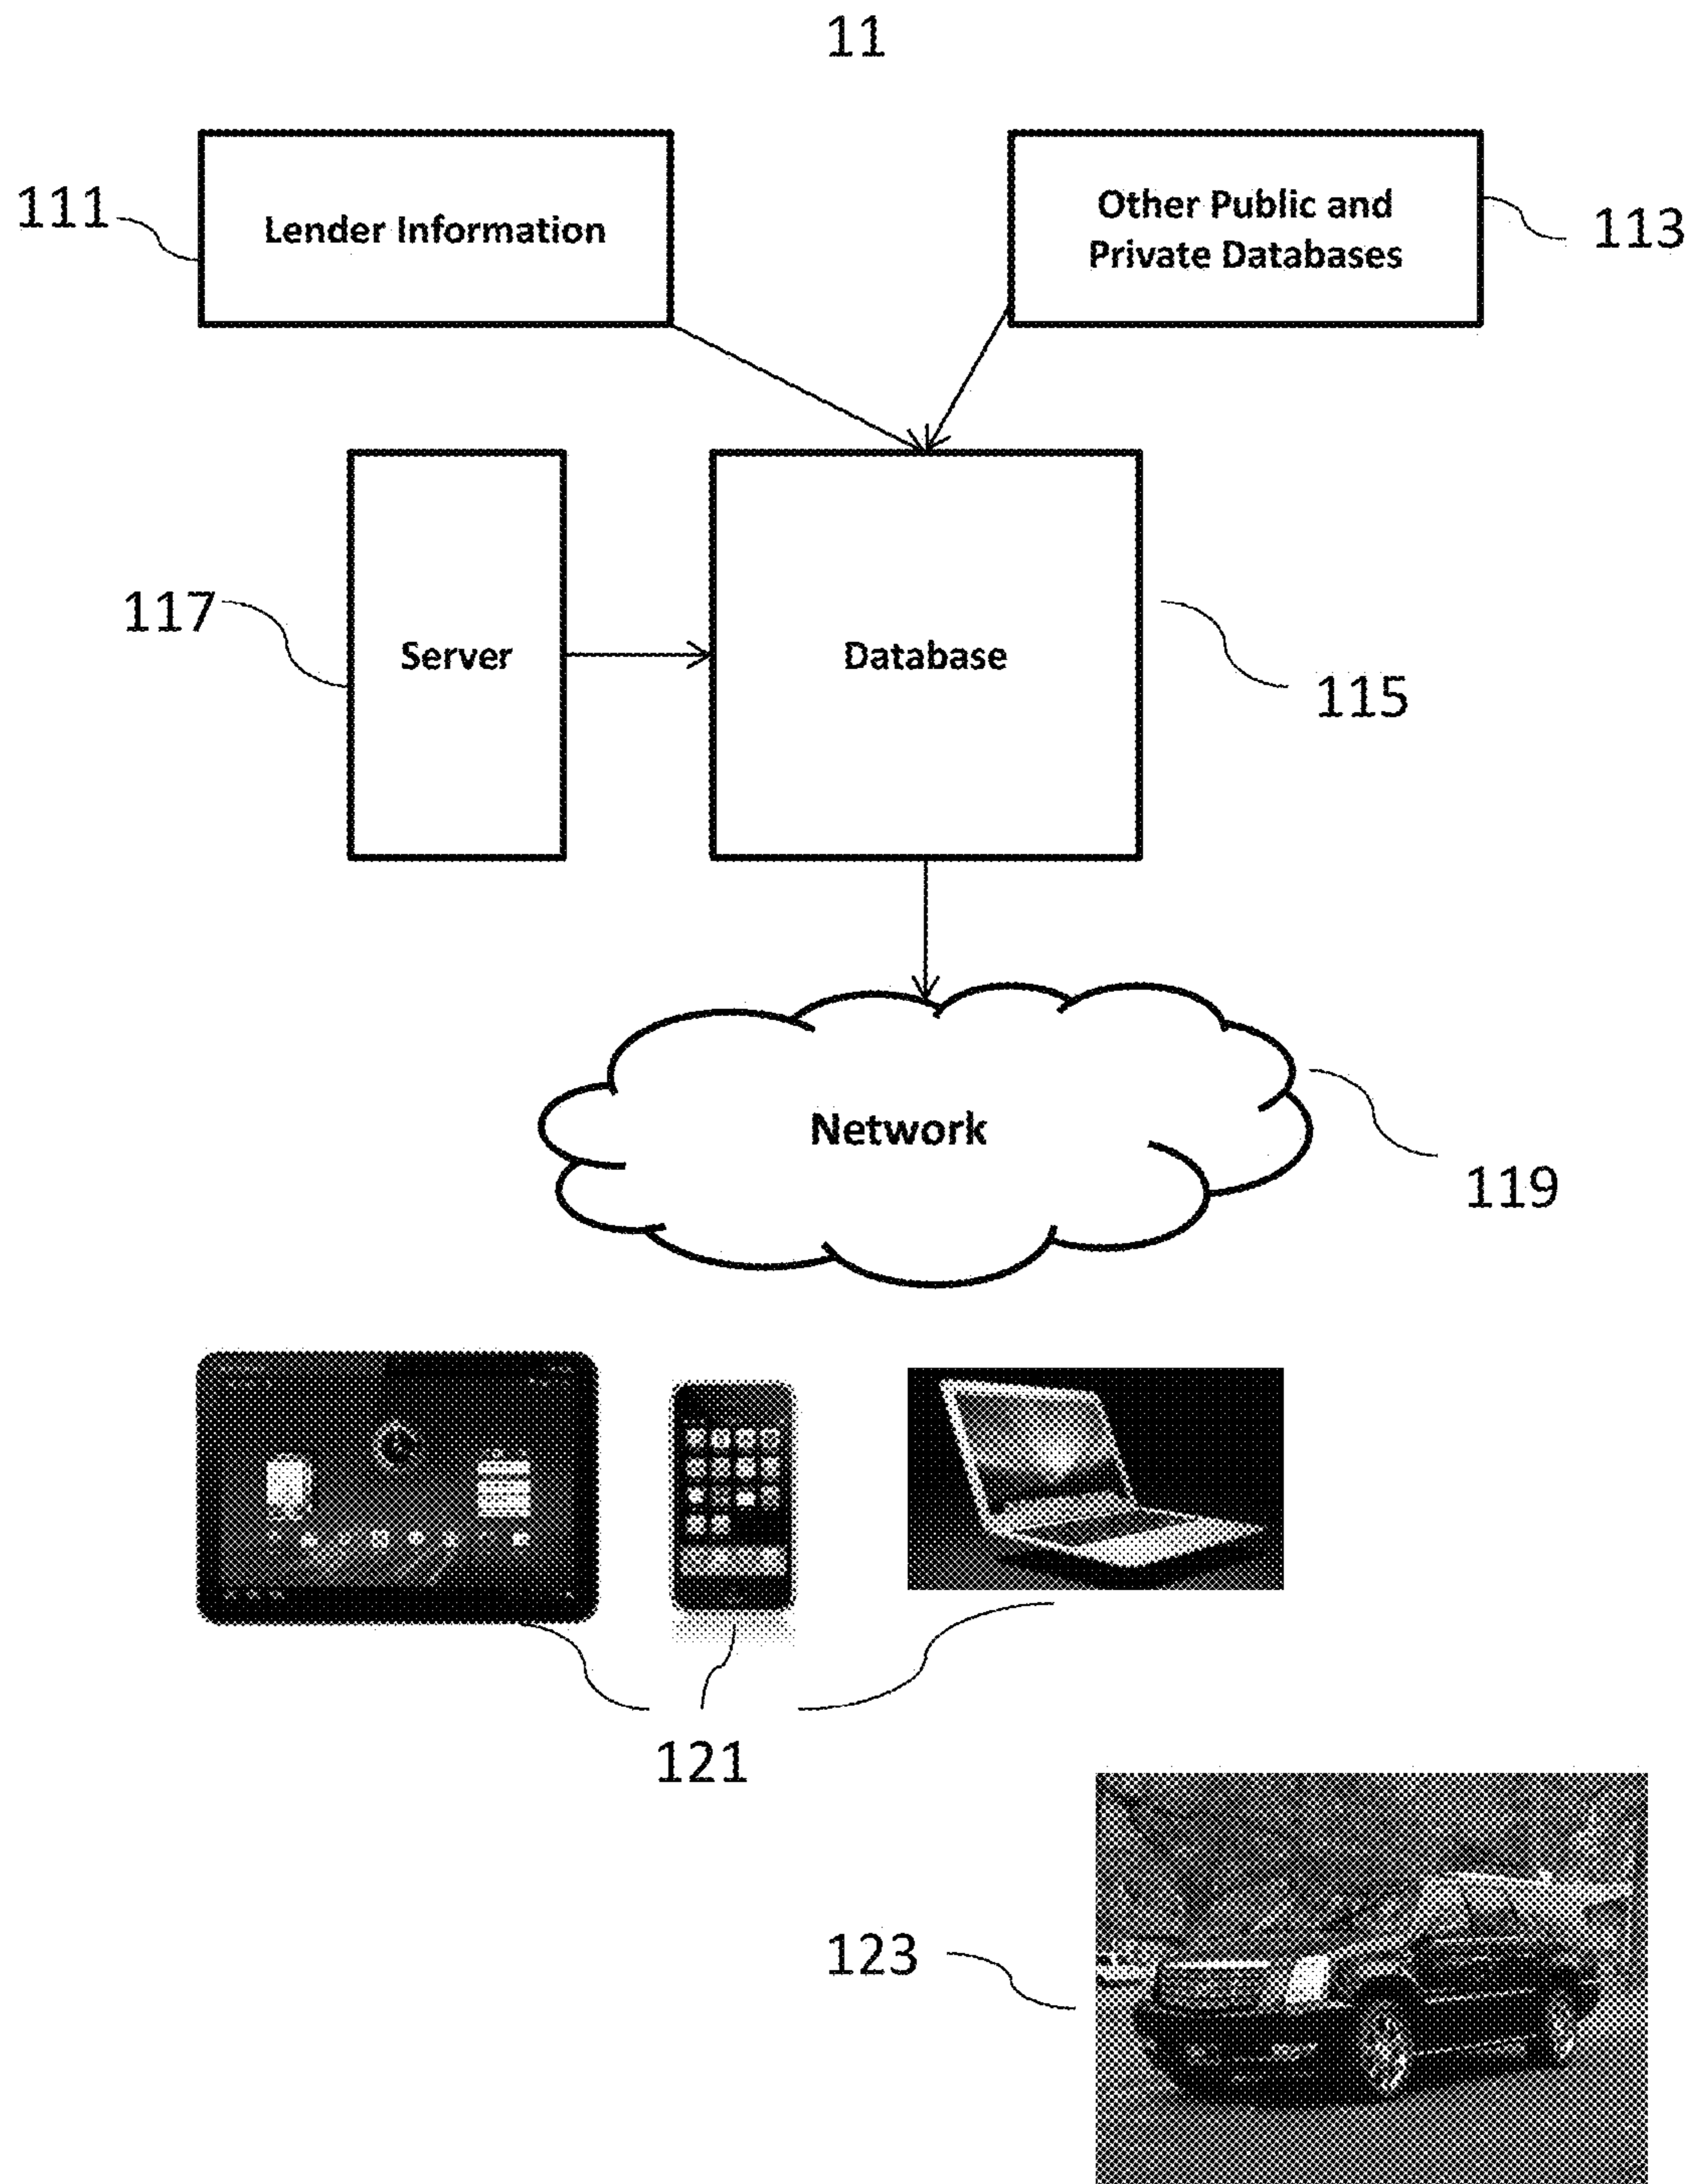 11
111
Lender Information
Other Public and
Private Databases
113
117
Server
Database
115
Network
119
121
123